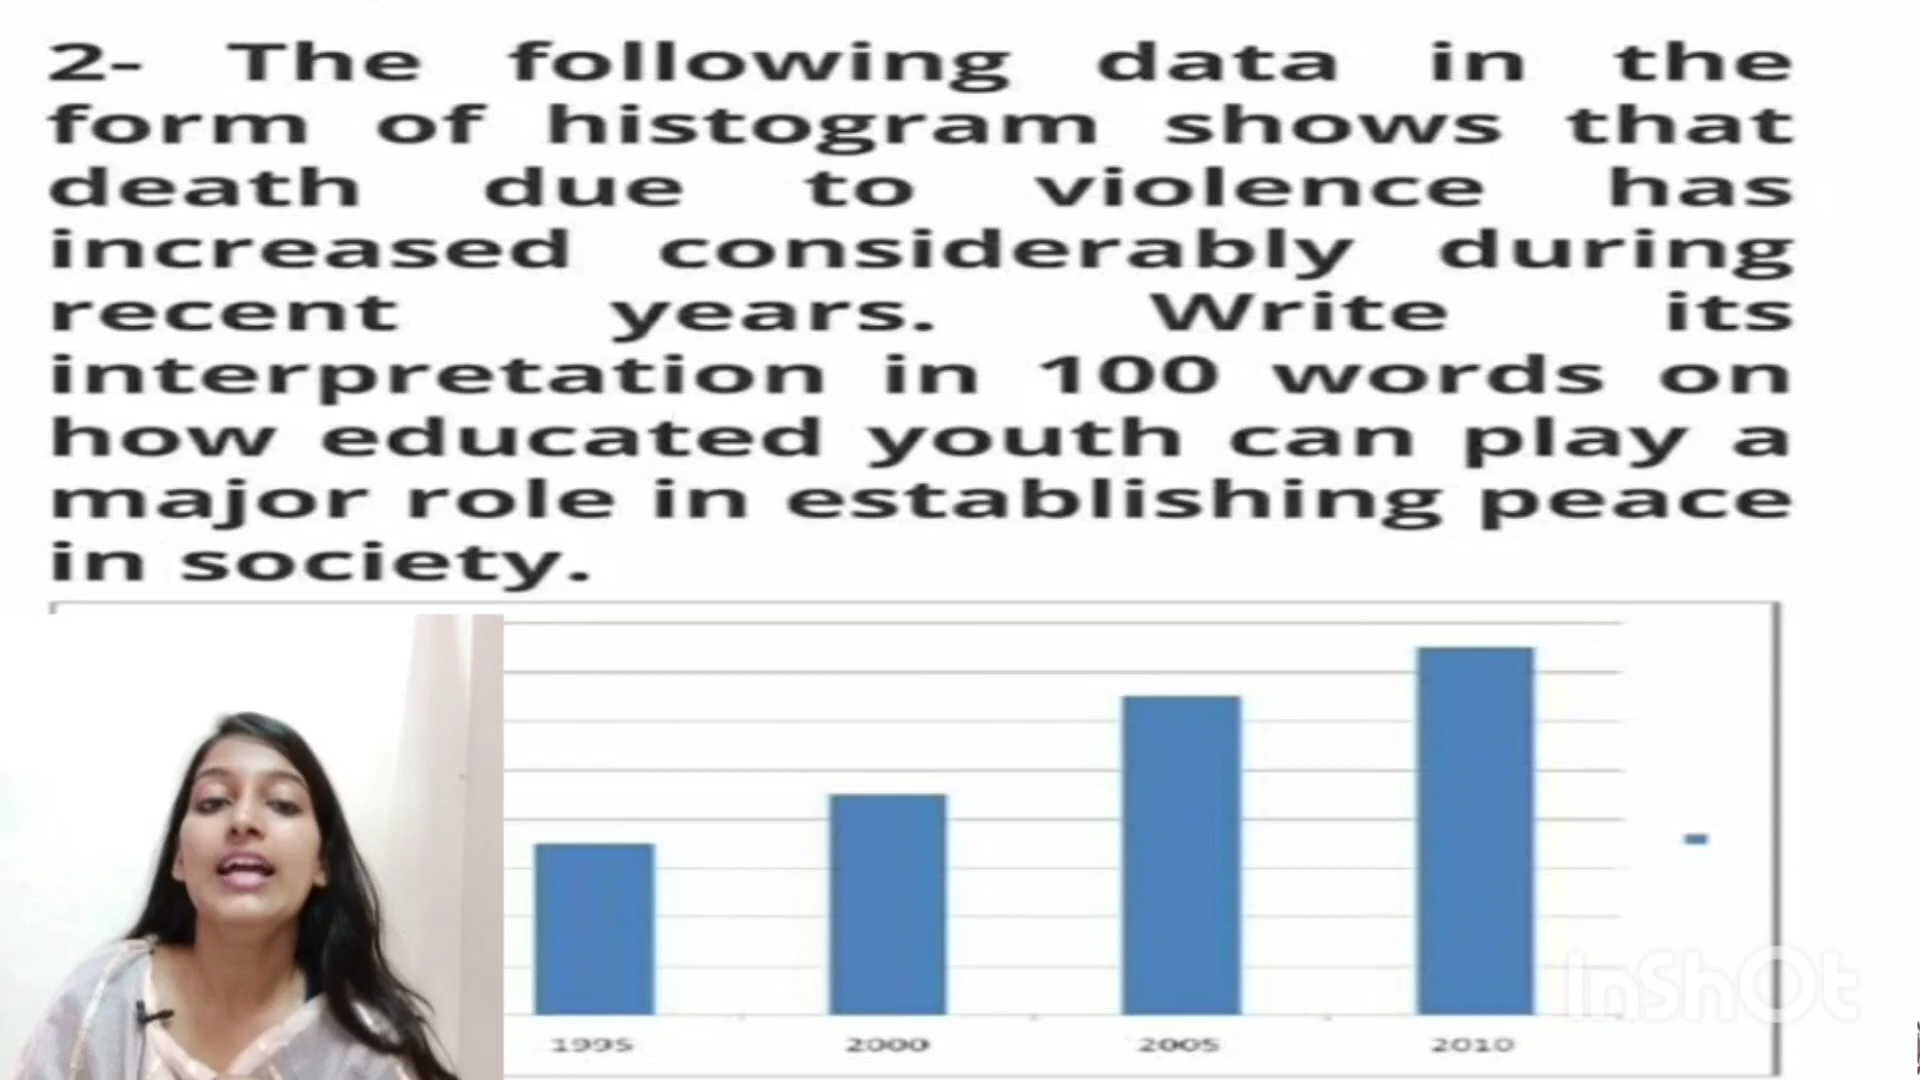 2- The following data in the
form of histogram shows that
death due to violence has
increased considerably during
recent years. Write its
interpretation in 100 words on
how educated youth can play a
major role in establishing peace
in society.
1995 2000 2005 2010
InShOt